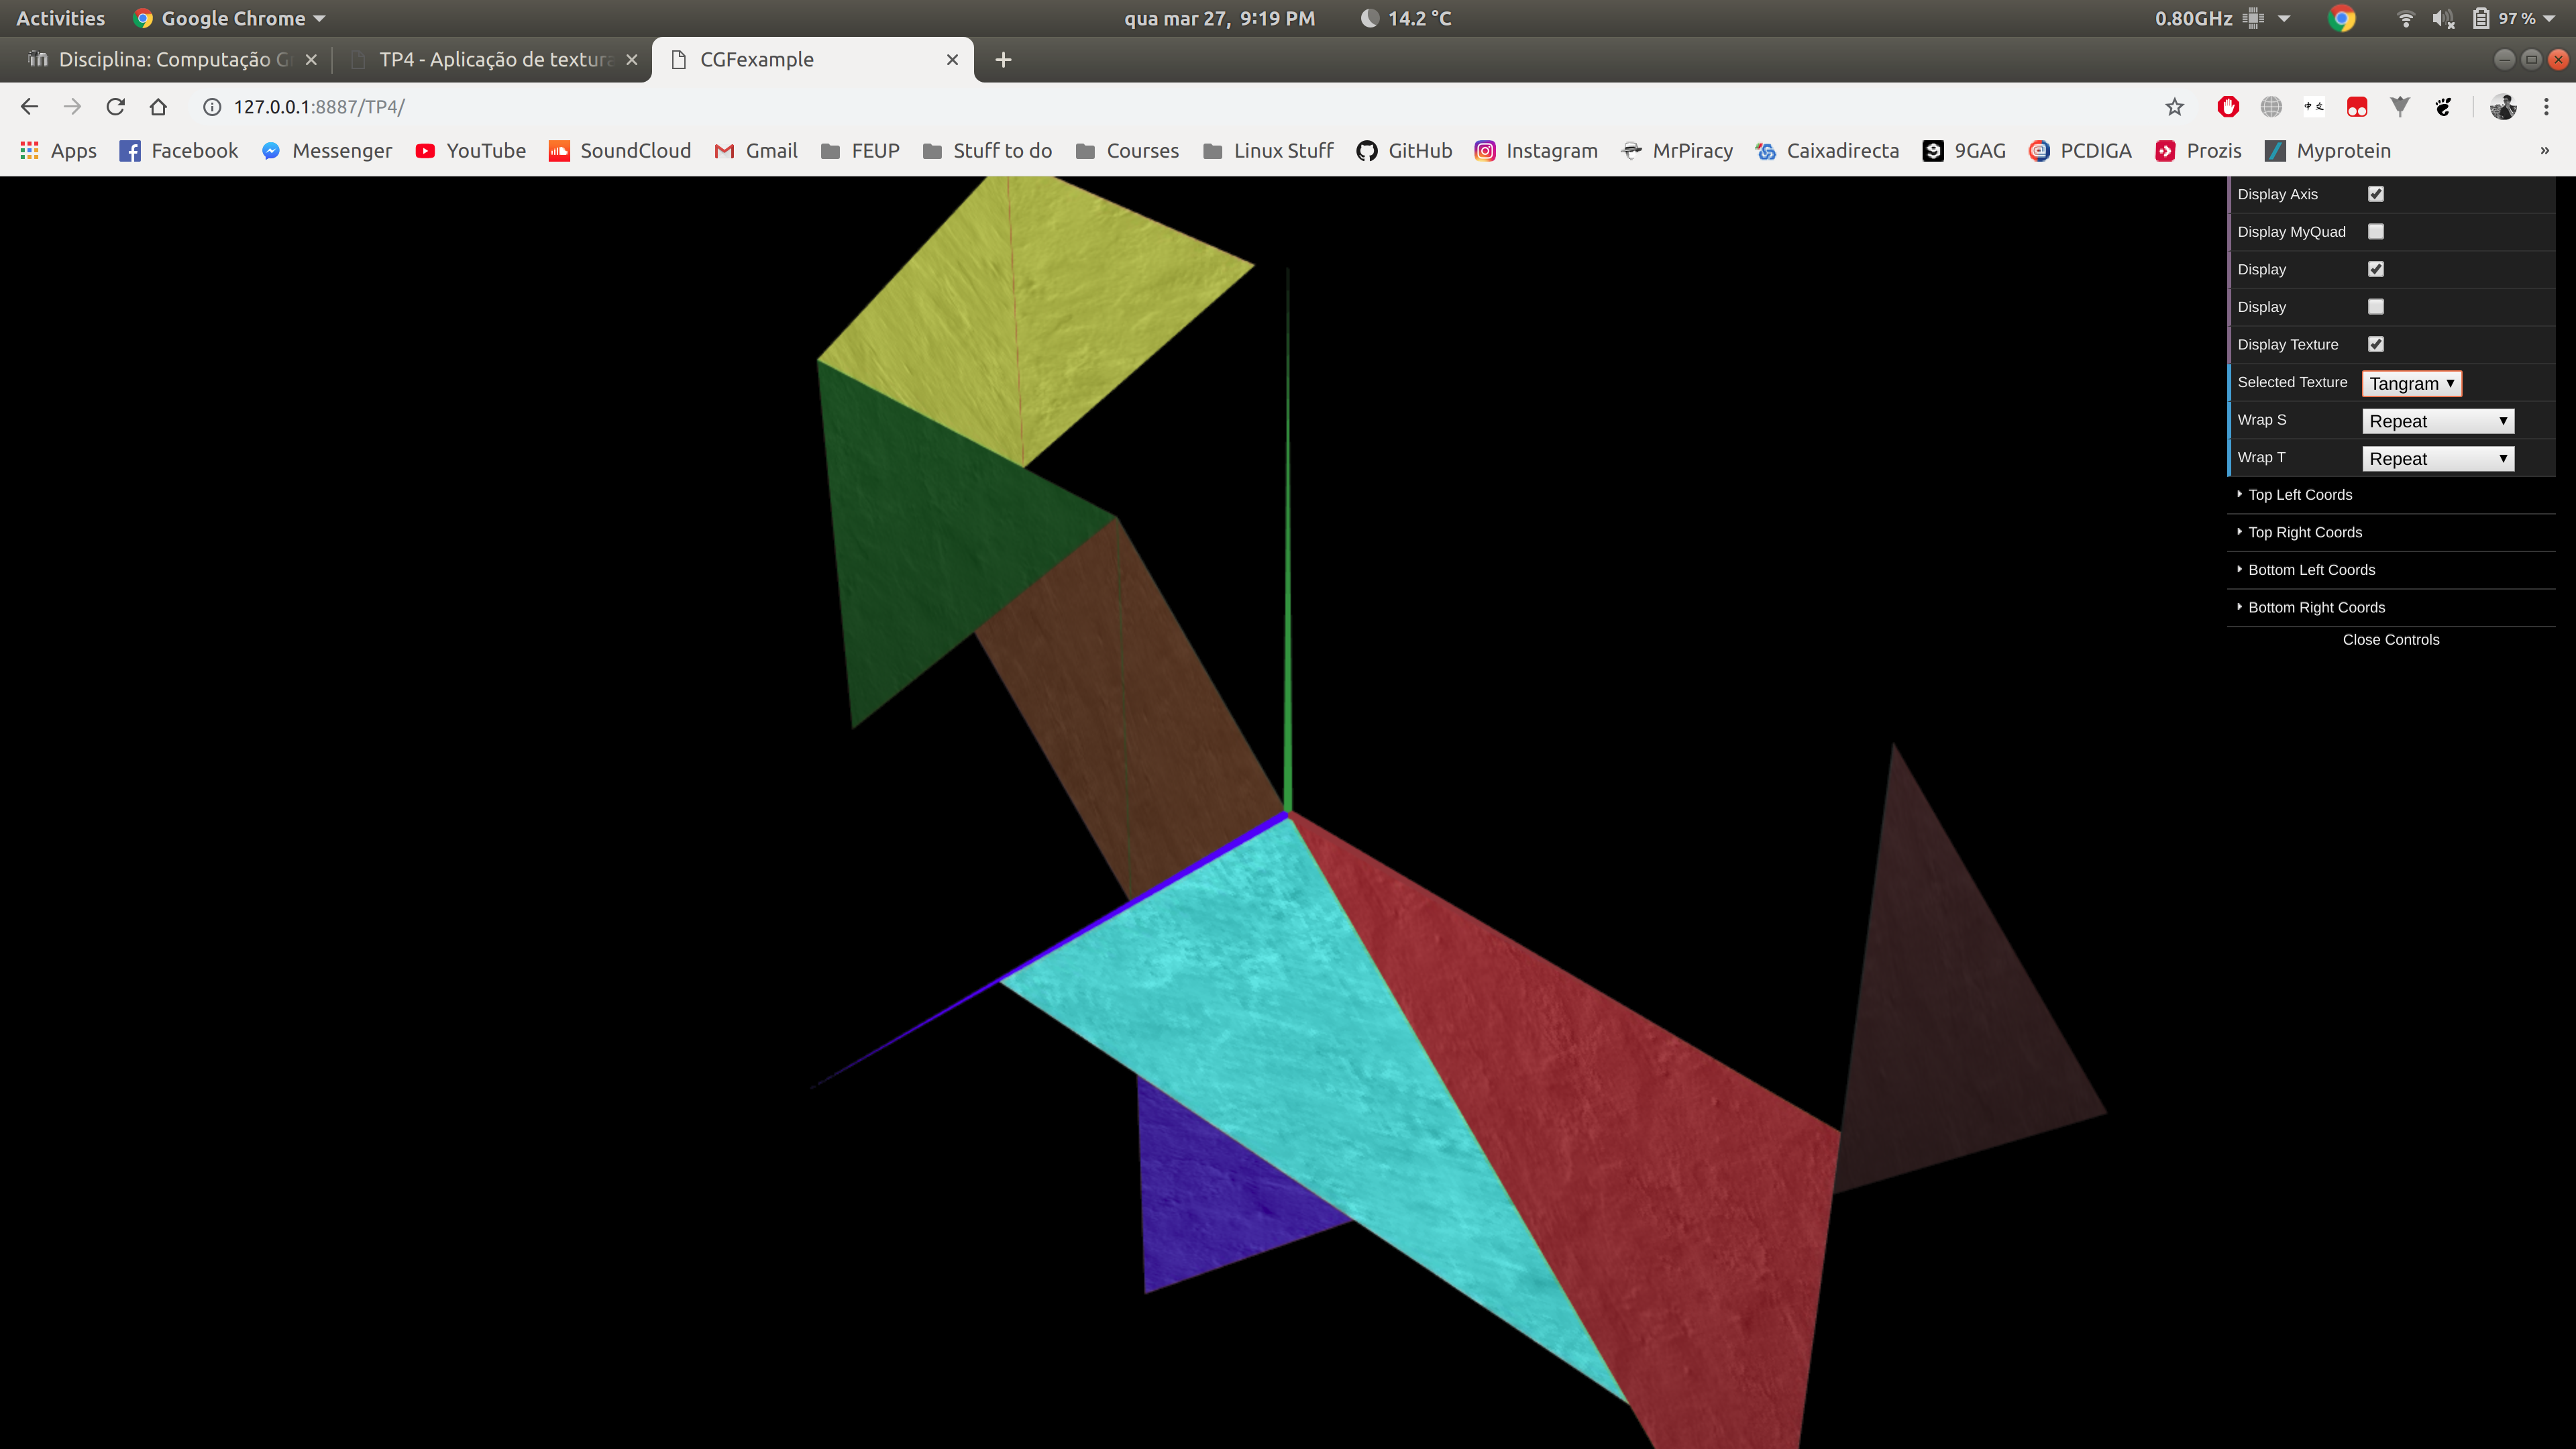 Activities Google Chrome qua mar 27, 9:19 PM 14.2 °C 0.80GHz 97 %
Disciplina: Computação G TP4 - Aplicação de textura CGFexample
127.0.0.1:8887/TP4/
Apps Facebook Messenger YouTube SoundCloud Gmail FEUP Stuff to do Courses Linux Stuff GitHub Instagram MrPiracy Caixadirecta 9GAG PCDIGA Prozis Myprotein »
Display Axis
Display MyQuad
Display
Display
Display Texture
Selected Texture Tangram
Wrap S Repeat
Wrap T Repeat
Top Left Coords
Top Right Coords
Bottom Left Coords
Bottom Right Coords
Close Controls